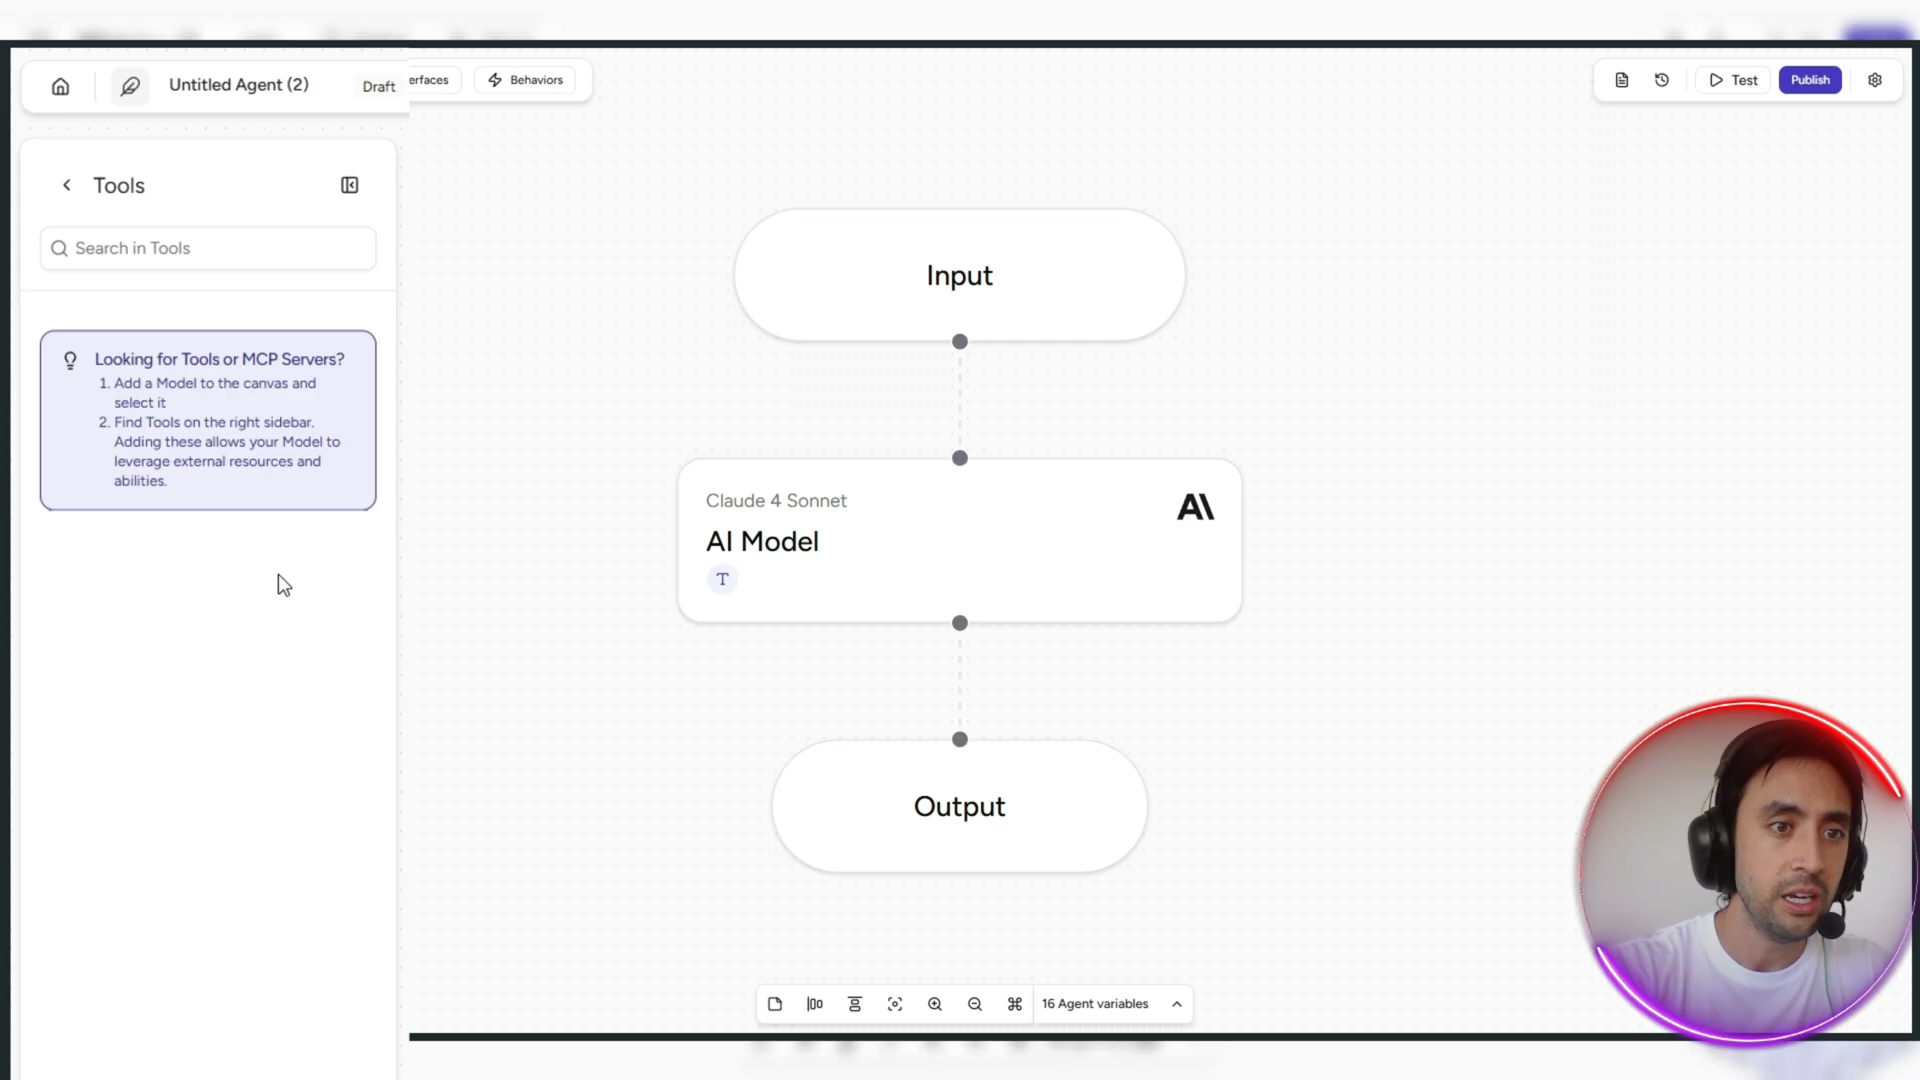 Untitled Agent (2)
Draft
erfaces
Behaviors
Test
Publish
Tools
Search in Tools
Looking for Tools or MCP Servers?
1. Add a Model to the canvas and
select it
2. Find Tools on the right sidebar.
Adding these allows your Model to
leverage external resources and
abilities.
Input
Claude 4 Sonnet
AI Model
T
Output
16 Agent variables